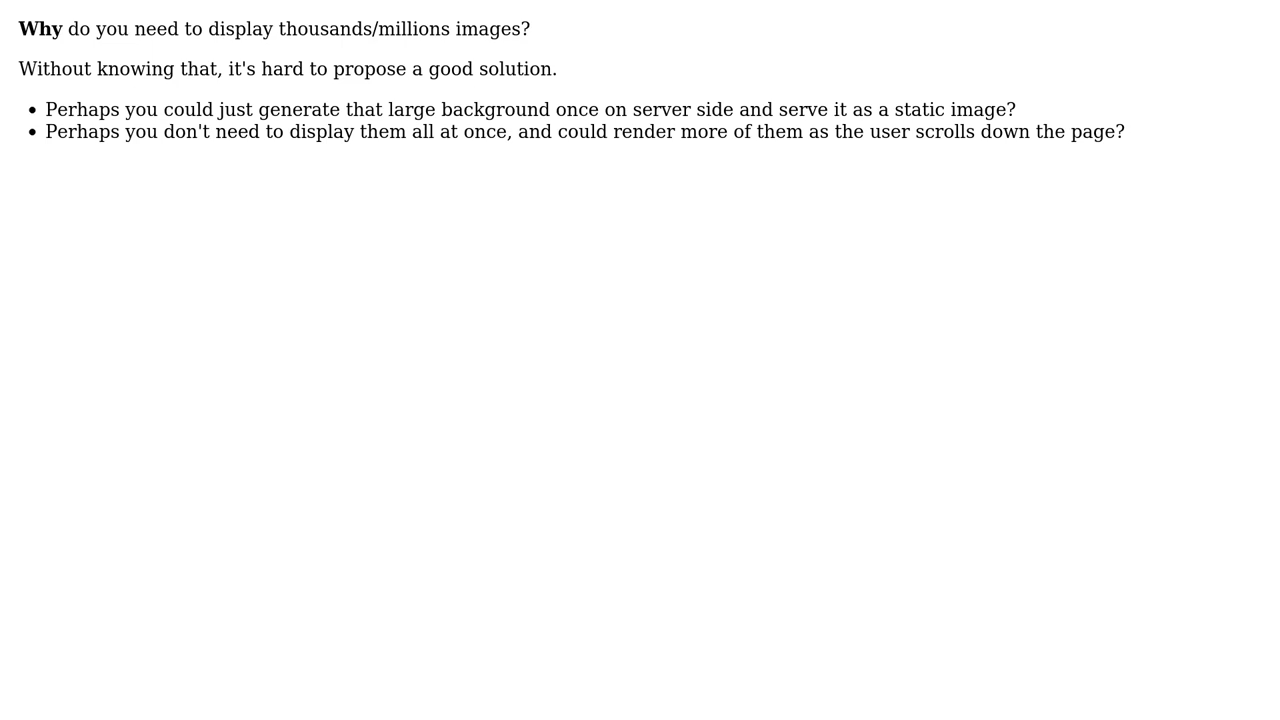 Why do you need to display thousands/millions images?
Without knowing that, it's hard to propose a good solution.
• Perhaps you could just generate that large background once on server side and serve it as a static image?
• Perhaps you don't need to display them all at once, and could render more of them as the user scrolls down the page?